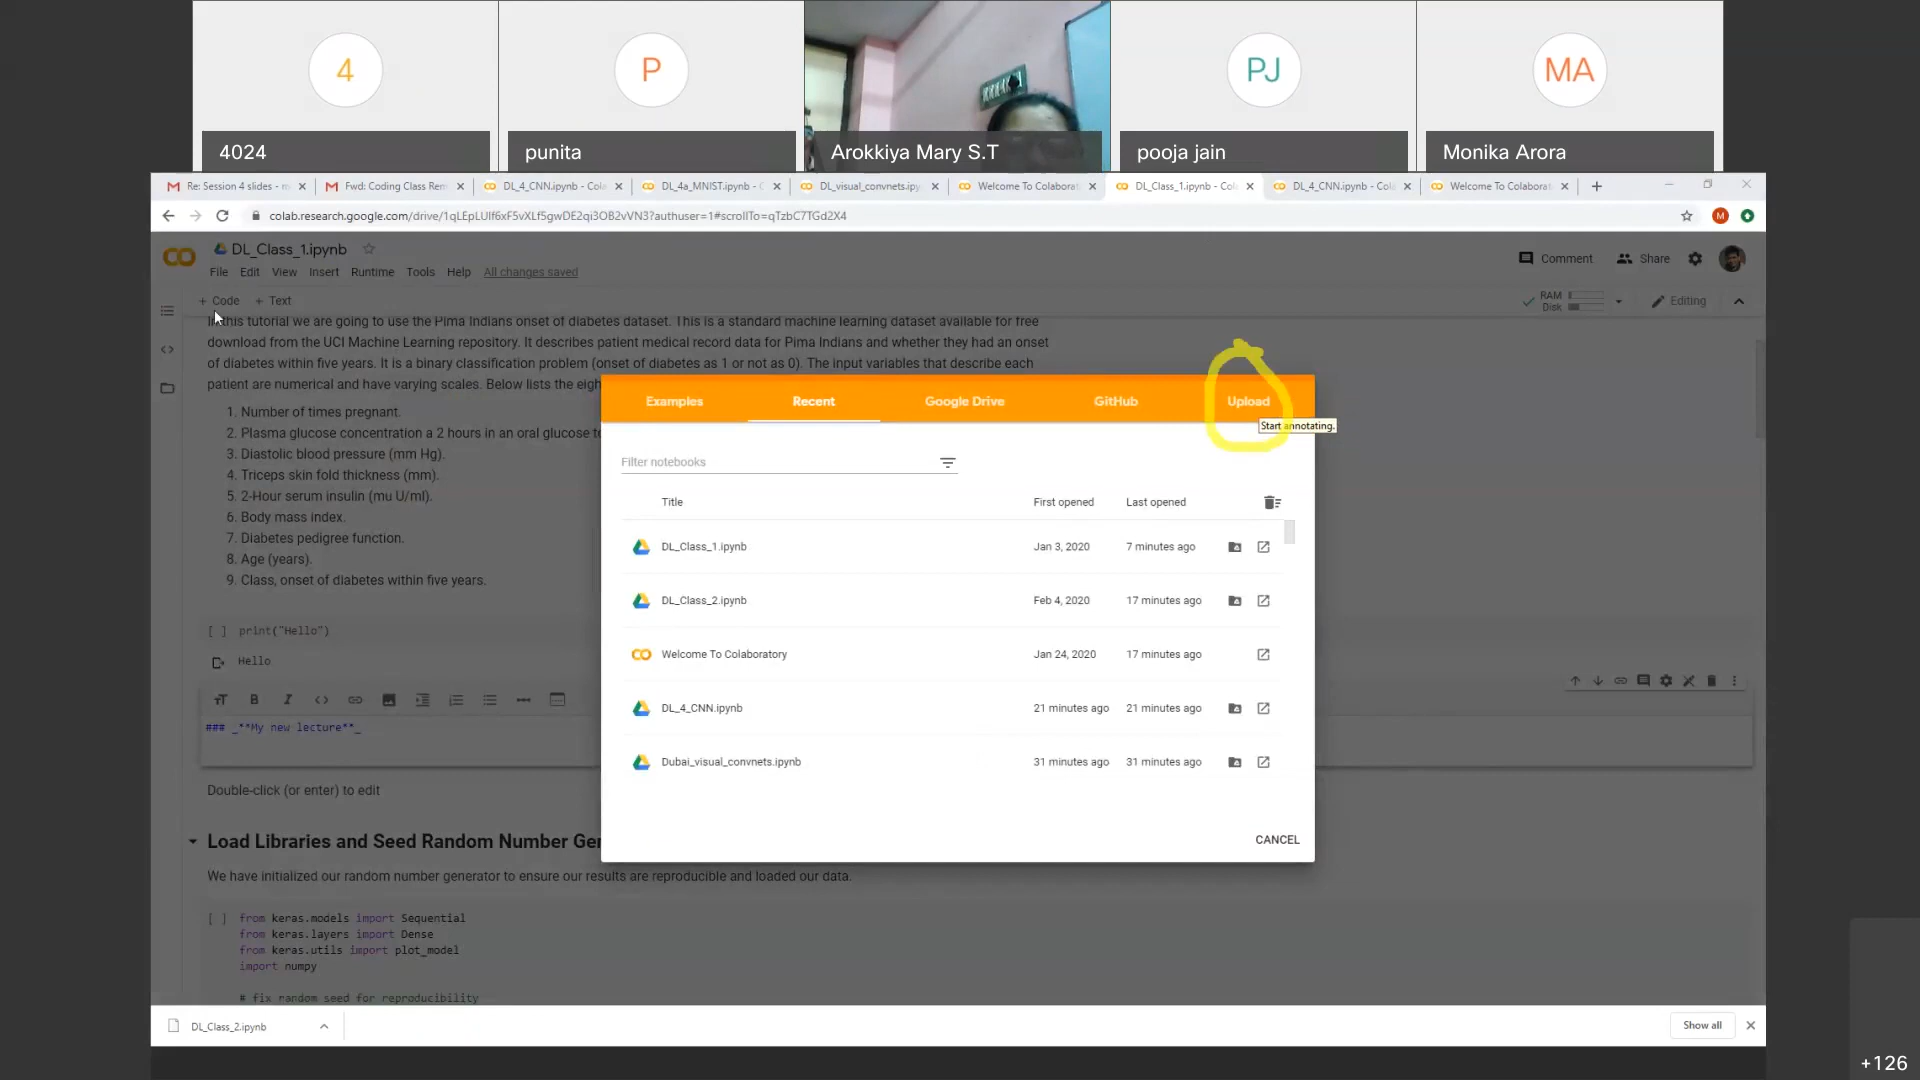 4
P
PJ
MA
4024
punita
Arokkiya Mary S.T
pooja jain
Monika Arora
Re: Session 4 slides - m
Fwd: Coding Class Rem
DL_4_CNN.ipynb - Cola
DL_4a_MNIST.ipynb - C
DL_visual_convnets.ipy
Welcome To Colaborat
DL_Class_1.ipynb - Col
DL_4_CNN.ipynb - Cola
Welcome To Colaborat
colab.research.google.com/drive/1qLEpLUIf6xF5vXLf5gwDE2qi3OB2vVN3?authuser=1#scrollTo=qTzbC7TGd2X4
M
DL_Class_1.ipynb
File Edit View Insert Runtime Tools Help All changes saved
Comment Share
+ Code + Text
RAM
Disk
Editing
In this tutorial we are going to use the Pima Indians onset of diabetes dataset. This is a standard machine learning dataset available for free
download from the UCI Machine Learning repository. It describes patient medical record data for Pima Indians and whether they had an onset
of diabetes within five years. It is a binary classification problem (onset of diabetes as 1 or not as 0). The input variables that describe each
patient are numerical and have varying scales. Below lists the eigh
1. Number of times pregnant.
2. Plasma glucose concentration a 2 hours in an oral glucose te
3. Diastolic blood pressure (mm Hg).
4. Triceps skin fold thickness (mm).
5. 2-Hour serum insulin (mu U/ml).
6. Body mass index.
7. Diabetes pedigree function.
8. Age (years).
9. Class, onset of diabetes within five years.
[ ] print("Hello")
Hello
### _**My new lecture**_
Double-click (or enter) to edit
Load Libraries and Seed Random Number Ger
We have initialized our random number generator to ensure our results are reproducible and loaded our data.
[ ] from keras.models import Sequential
from keras.layers import Dense
from keras.utils import plot_model
import numpy
# fix random seed for reproducibility
Examples Recent Google Drive GitHub Upload
Start annotating.
Filter notebooks
Title First opened Last opened
DL_Class_1.ipynb Jan 3, 2020 7 minutes ago
DL_Class_2.ipynb Feb 4, 2020 17 minutes ago
Welcome To Colaboratory Jan 24, 2020 17 minutes ago
DL_4_CNN.ipynb 21 minutes ago 21 minutes ago
Dubai_visual_convnets.ipynb 31 minutes ago 31 minutes ago
CANCEL
DL_Class_2.ipynb
Show all
+126